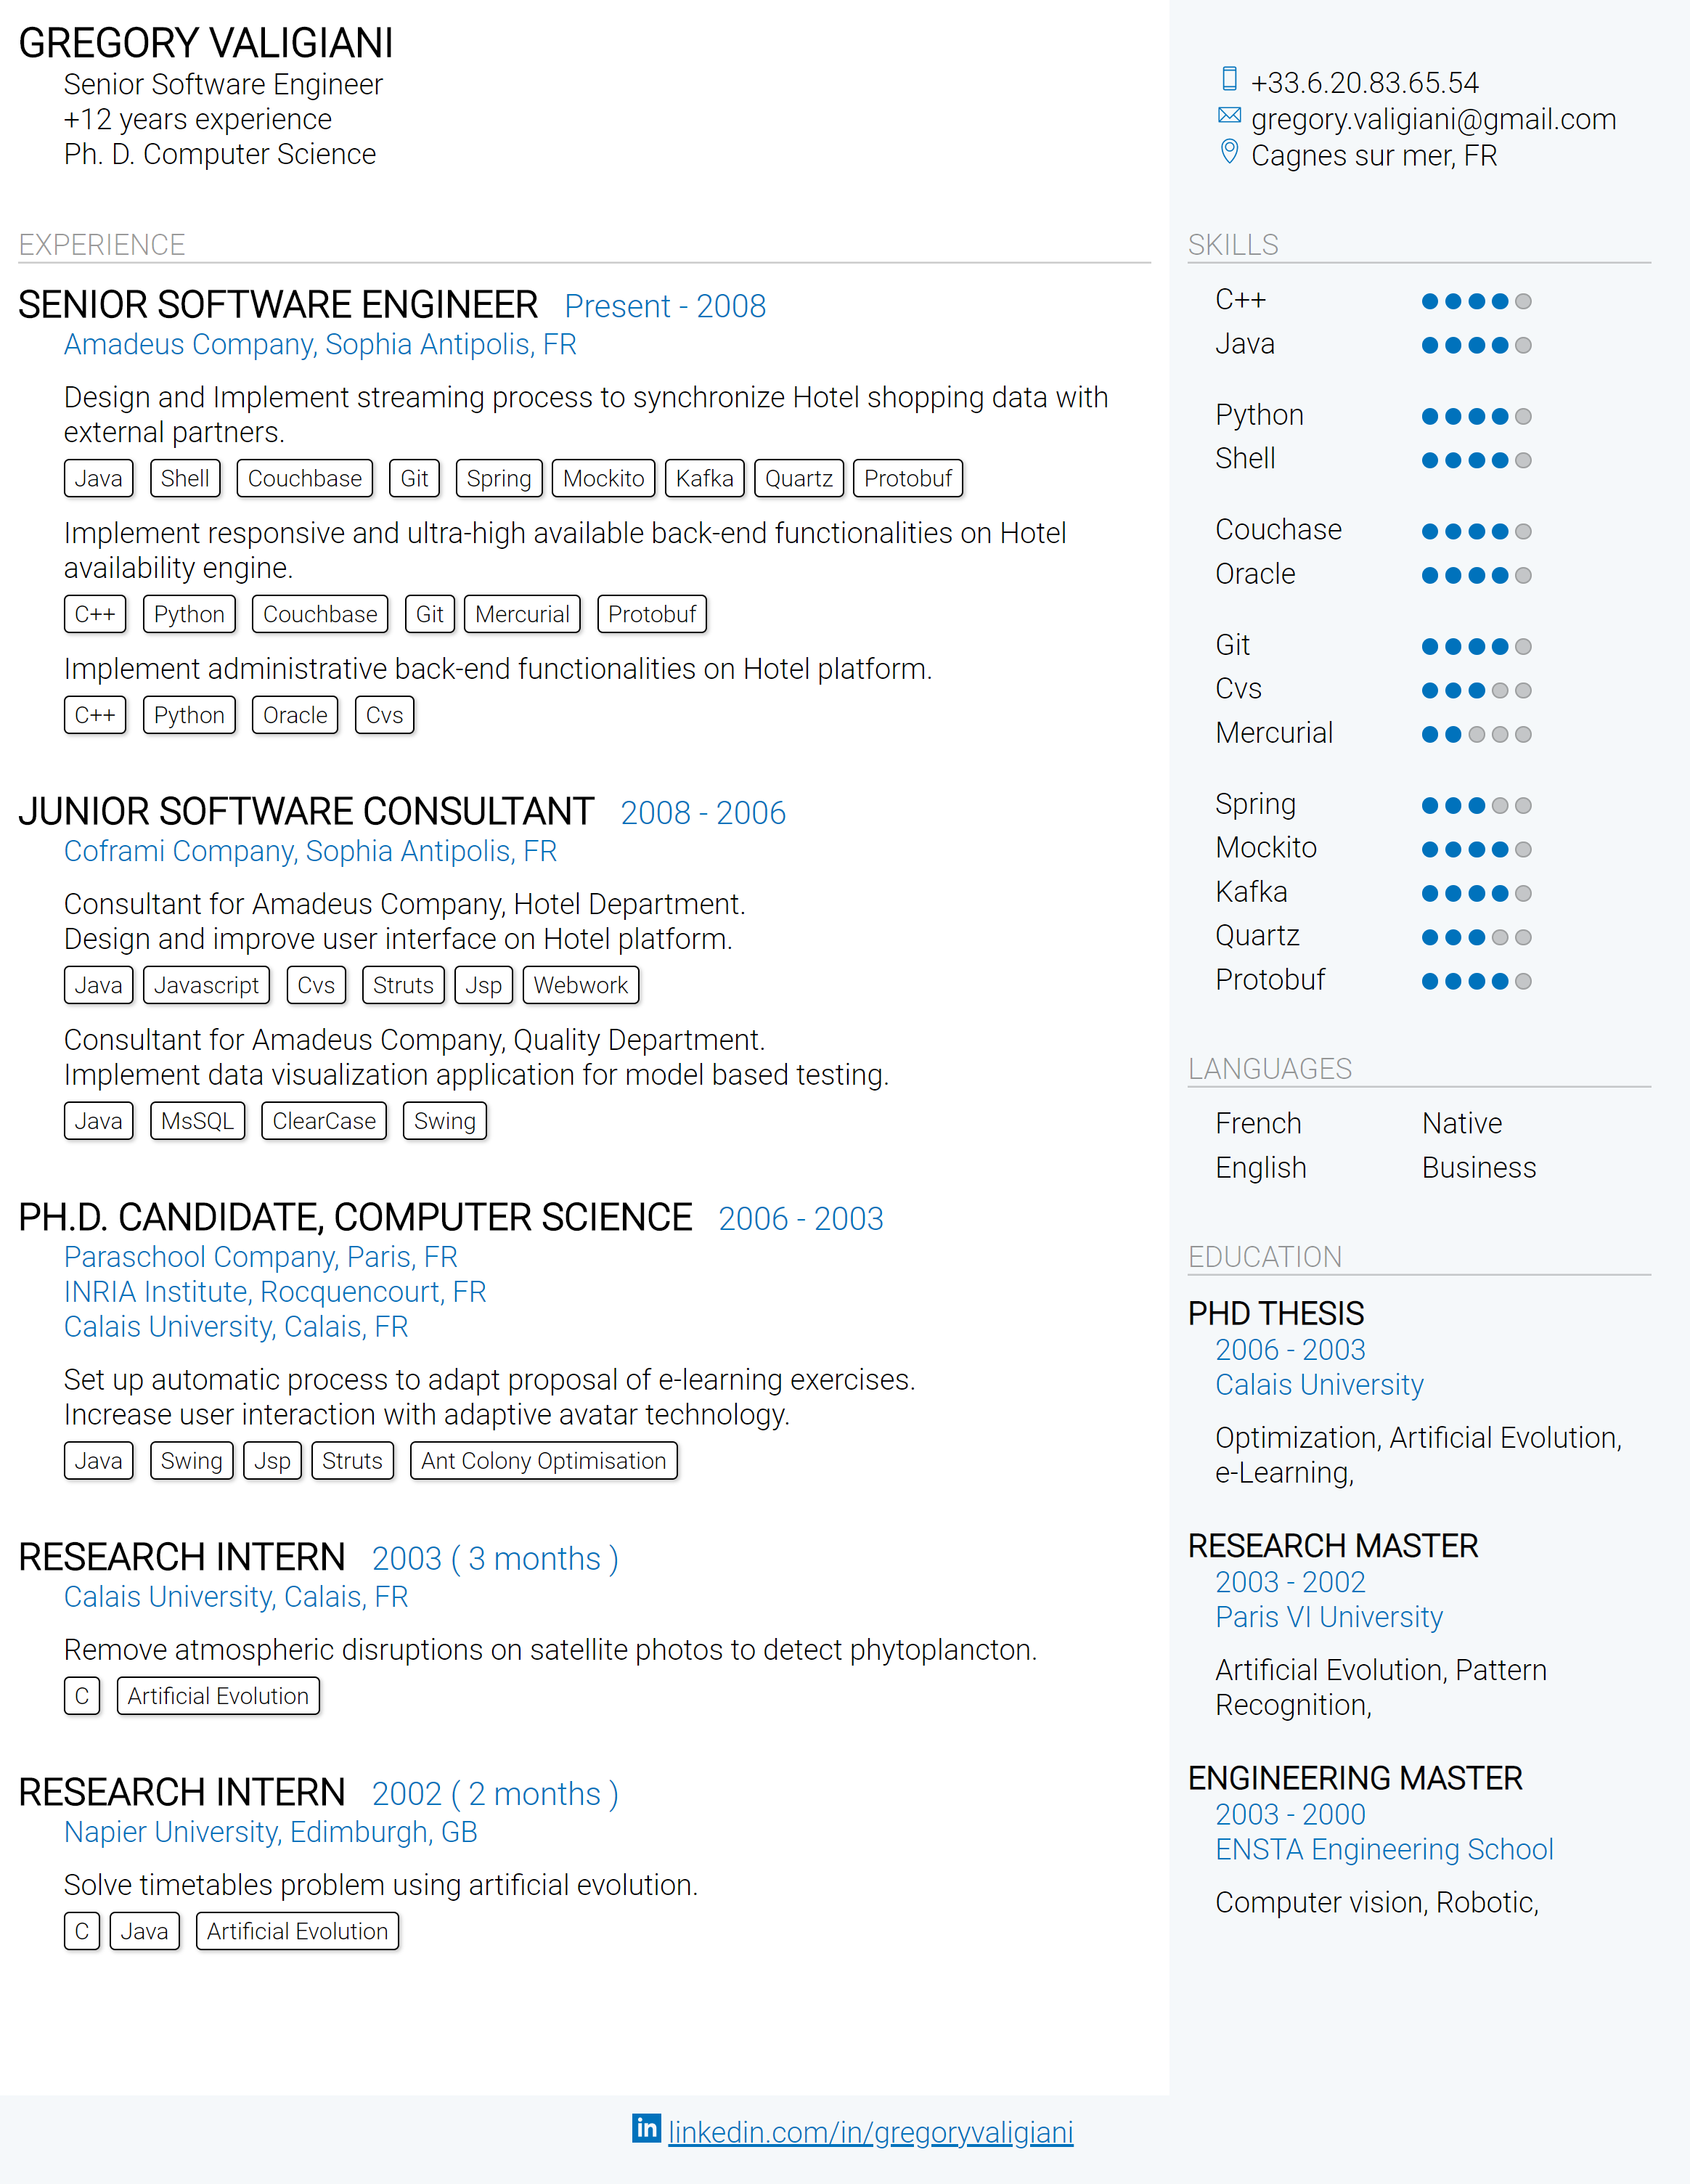 GREGORY VALIGIANI
Senior Software Engineer
+12 years experience
Ph. D. Computer Science
+33.6.20.83.65.54
gregory.valigiani@gmail.com
Cagnes sur mer, FR
EXPERIENCE
SENIOR SOFTWARE ENGINEER Present - 2008
Amadeus Company, Sophia Antipolis, FR
Design and Implement streaming process to synchronize Hotel shopping data with
external partners.
Java Shell Couchbase Git Spring Mockito Kafka Quartz Protobuf
Implement responsive and ultra-high available back-end functionalities on Hotel
availability engine.
C++ Python Couchbase Git Mercurial Protobuf
Implement administrative back-end functionalities on Hotel platform.
C++ Python Oracle Cvs
JUNIOR SOFTWARE CONSULTANT 2008 - 2006
Coframi Company, Sophia Antipolis, FR
Consultant for Amadeus Company, Hotel Department.
Design and improve user interface on Hotel platform.
Java Javascript Cvs Struts Jsp Webwork
Consultant for Amadeus Company, Quality Department.
Implement data visualization application for model based testing.
Java MsSQL ClearCase Swing
PH.D. CANDIDATE, COMPUTER SCIENCE 2006 - 2003
Paraschool Company, Paris, FR
INRIA Institute, Rocquencourt, FR
Calais University, Calais, FR
Set up automatic process to adapt proposal of e-learning exercises.
Increase user interaction with adaptive avatar technology.
Java Swing Jsp Struts Ant Colony Optimisation
RESEARCH INTERN 2003 ( 3 months )
Calais University, Calais, FR
Remove atmospheric disruptions on satellite photos to detect phytoplancton.
C Artificial Evolution
RESEARCH INTERN 2002 ( 2 months )
Napier University, Edimburgh, GB
Solve timetables problem using artificial evolution.
C Java Artificial Evolution
SKILLS
C++
Java
Python
Shell
Couchase
Oracle
Git
Cvs
Mercurial
Spring
Mockito
Kafka
Quartz
Protobuf
LANGUAGES
French Native
English Business
EDUCATION
PHD THESIS
2006 - 2003
Calais University
Optimization, Artificial Evolution,
e-Learning,
RESEARCH MASTER
2003 - 2002
Paris VI University
Artificial Evolution, Pattern
Recognition,
ENGINEERING MASTER
2003 - 2000
ENSTA Engineering School
Computer vision, Robotic,
in linkedin.com/in/gregoryvaligiani